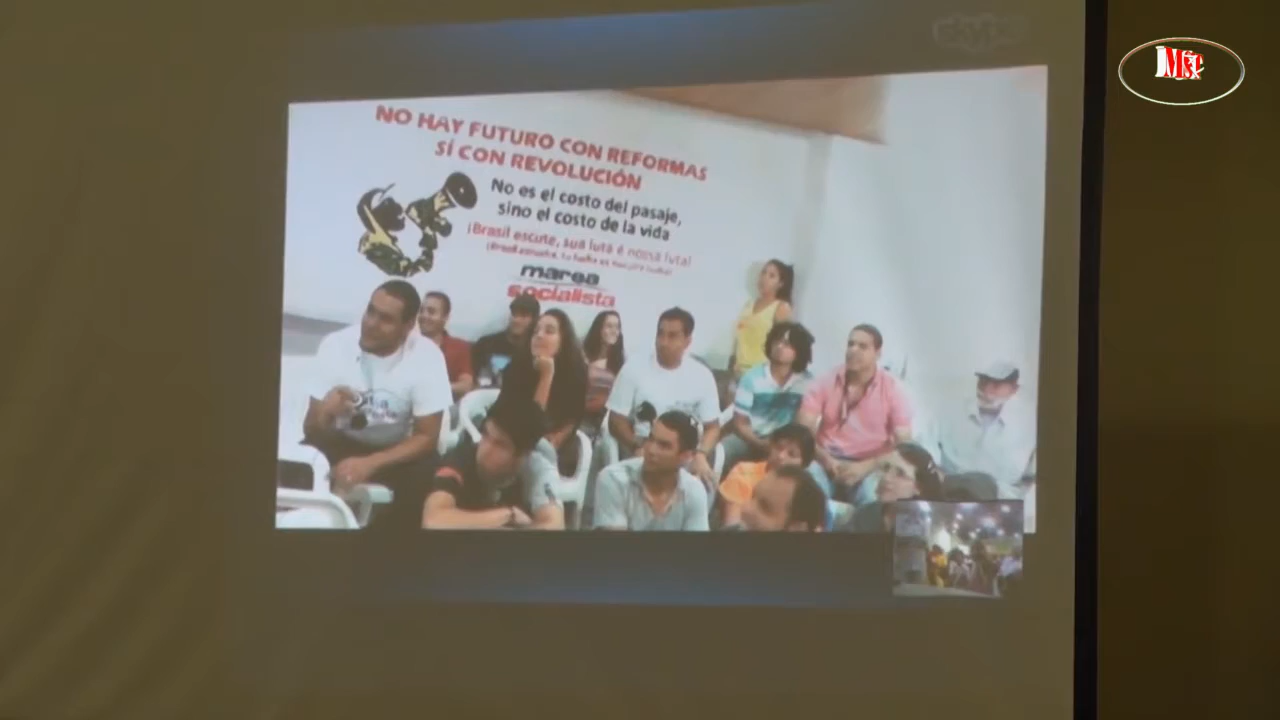 skype
NO HAY FUTURO CON REFORMAS
SÍ CON REVOLUCIÓN
No es el costo del pasaje,
sino el costo de la vida
¡Brasil escute, sua luta é nossa luta!
marea
socialista